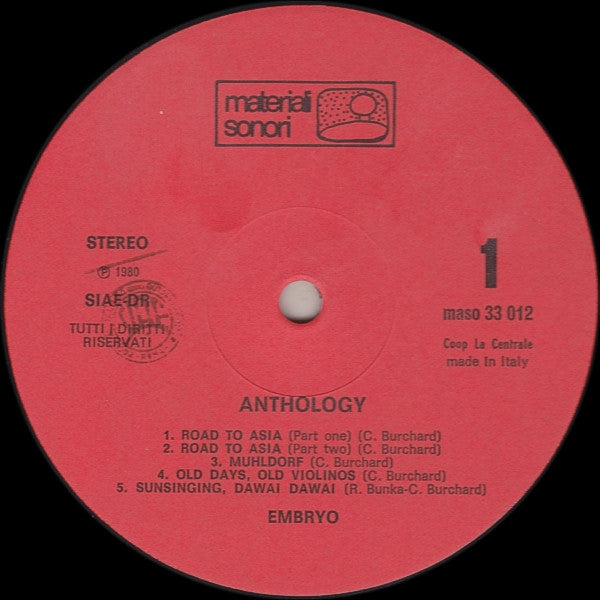 materiali
sonori
STEREO
℗ 1980
SIAE-DR
TUTTI I DIRITTI
RISERVATI
1
maso 33 012
Coop La Centrale
made in Italy
ANTHOLOGY
1. ROAD TO ASIA (Part one) (C. Burchard)
2. ROAD TO ASIA (Part two) (C. Burchard)
3. MUHLDORF (C. Burchard)
4. OLD DAYS, OLD VIOLINOS (C. Burchard)
5. SUNSINGING, DAWAI DAWAI (R. Bunka-C. Burchard)
EMBRYO